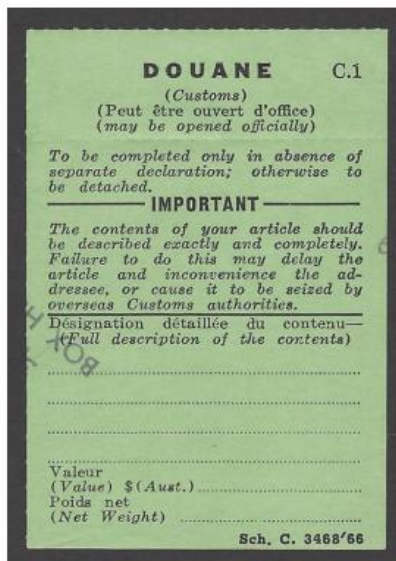 DOUANE C.1
(Customs)
(Peut être ouvert d'office)
(may be opened officially)
To be completed only in absence of
separate declaration; otherwise to
be detached.
IMPORTANT
The contents of your article should
be described exactly and completely.
Failure to do this may delay the
article and inconvenience the ad-
dressee, or cause it to be seized by
overseas Customs authorities.
Désignation détaillée du contenu—
(Full description of the contents)
BOX
Valeur
(Value) $(Aust.)
Poids net
(Net Weight)
Sch. C. 3468'66